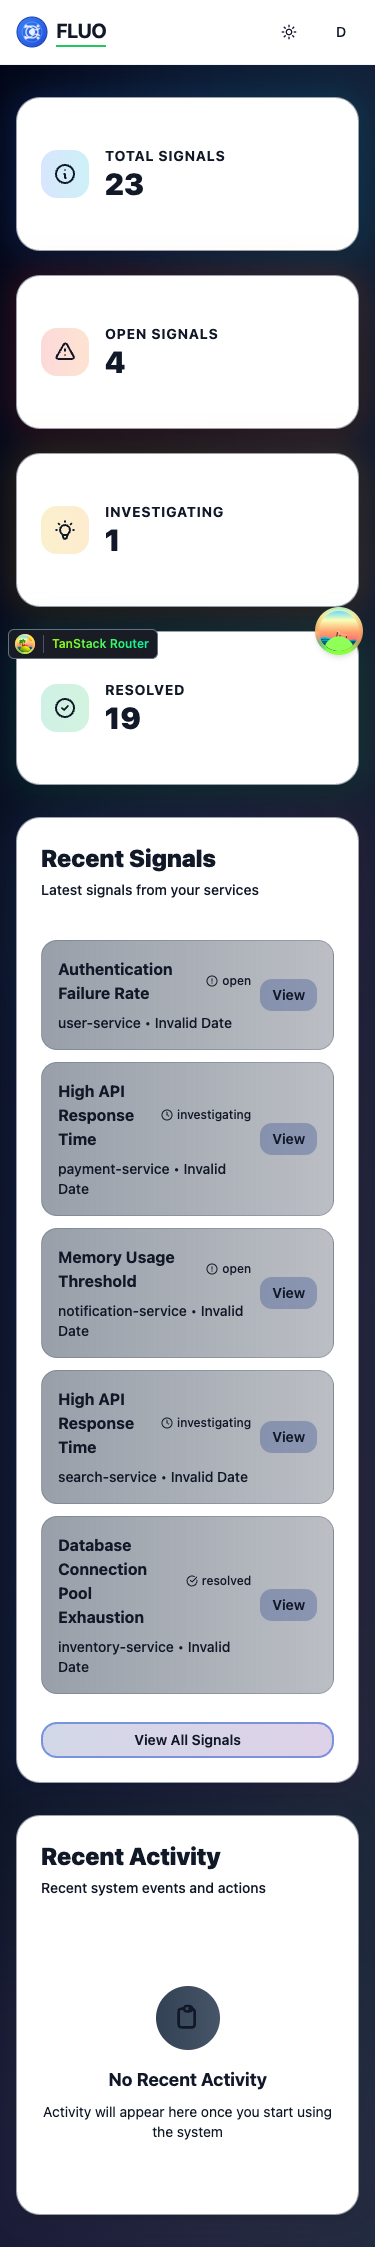 FLUO
D
TOTAL SIGNALS
23
OPEN SIGNALS
4
INVESTIGATING
1
TanStack Router
RESOLVED
19
Recent Signals
Latest signals from your services
Authentication
Failure Rate
open
View
user-service • Invalid Date
High API
Response
Time
investigating
View
payment-service • Invalid
Date
Memory Usage
Threshold
open
View
notification-service • Invalid
Date
High API
Response
Time
investigating
View
search-service • Invalid Date
Database
Connection
Pool
Exhaustion
resolved
View
inventory-service • Invalid
Date
View All Signals
Recent Activity
Recent system events and actions
No Recent Activity
Activity will appear here once you start using
the system